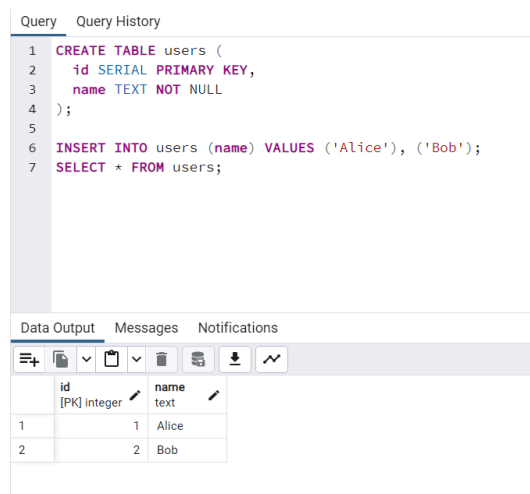 Query Query History
1 CREATE TABLE users (
2   id SERIAL PRIMARY KEY,
3   name TEXT NOT NULL
4 );
5
6 INSERT INTO users (name) VALUES ('Alice'), ('Bob');
7 SELECT * FROM users;
Data Output Messages Notifications
id name
[PK] integer text
1 1 Alice
2 2 Bob